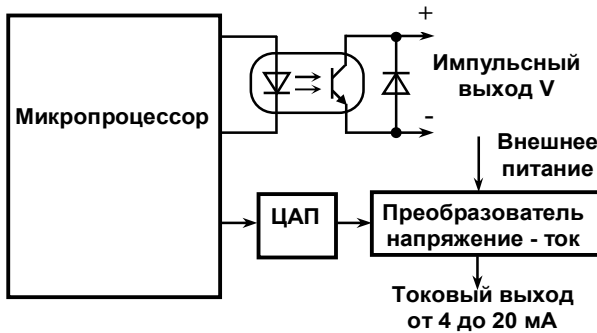 +
Импульсный
выход V
Микропроцессор
-
Внешнее
питание
ЦАП
Преобразователь
напряжение - ток
Токовый выход
от 4 до 20 мА